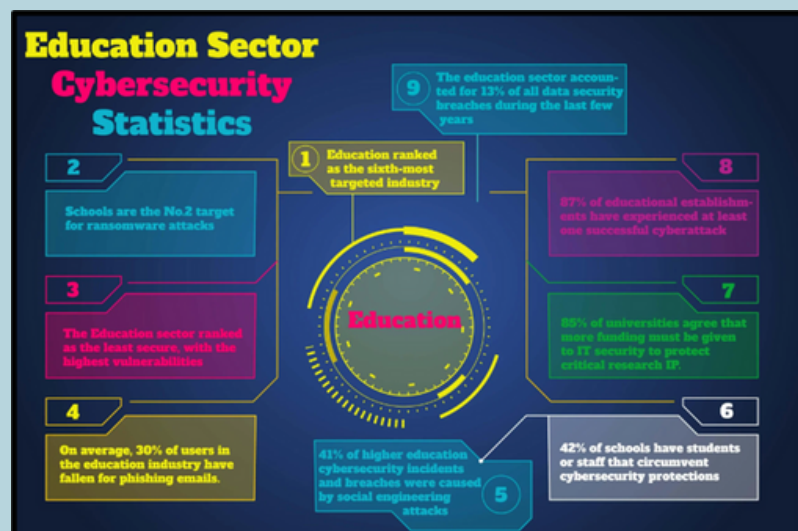 Education Sector
Cybersecurity
Statistics
1
Education ranked
as the sixth-most
targeted industry
2
Schools are the No.2 target
for ransomware attacks
3
The Education sector ranked
as the least secure, with the
highest vulnerabilities
4
On average, 30% of users in
the education industry have
fallen for phishing emails.
5
41% of higher education
cybersecurity incidents
and breaches were caused
by social engineering
attacks
6
42% of schools have students
or staff that circumvent
cybersecurity protections
7
85% of universities agree that
more funding must be given
to IT security to protect
critical research IP.
8
87% of educational establishm-
ents have experienced at least
one successful cyberattack
9
The education sector accoun-
ted for 13% of all data security
breaches during the last few
years
Education